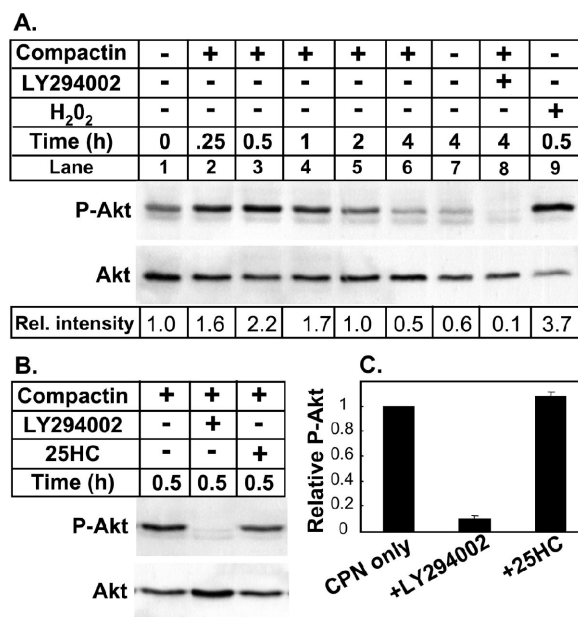 A.
Compactin - + + + + + - + -
LY294002 - - - - - - - + -
H₂0₂ - - - - - - - - +
Time (h) 0 .25 0.5 1 2 4 4 4 0.5
Lane 1 2 3 4 5 6 7 8 9
P-Akt
Akt
Rel. intensity 1.0 1.6 2.2 1.7 1.0 0.5 0.6 0.1 3.7
B.
Compactin + + +
LY294002 - + -
25HC - - +
Time (h) 0.5 0.5 0.5
P-Akt
Akt
C.
Relative P-Akt
1
0.8
0.6
0.4
0.2
0
CPN only
+LY294002
+25HC